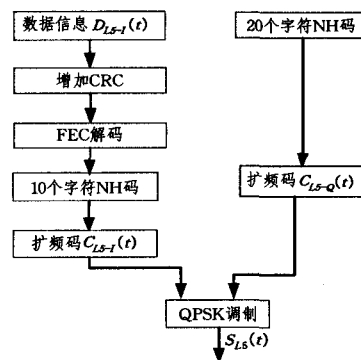 数据信息 D_{L5-I}(t)
增加CRC
FEC解码
10个字符NH码
扩频码 C_{L5-I}(t)
20个字符NH码
扩频码 C_{L5-Q}(t)
QPSK调制
S_{L5}(t)